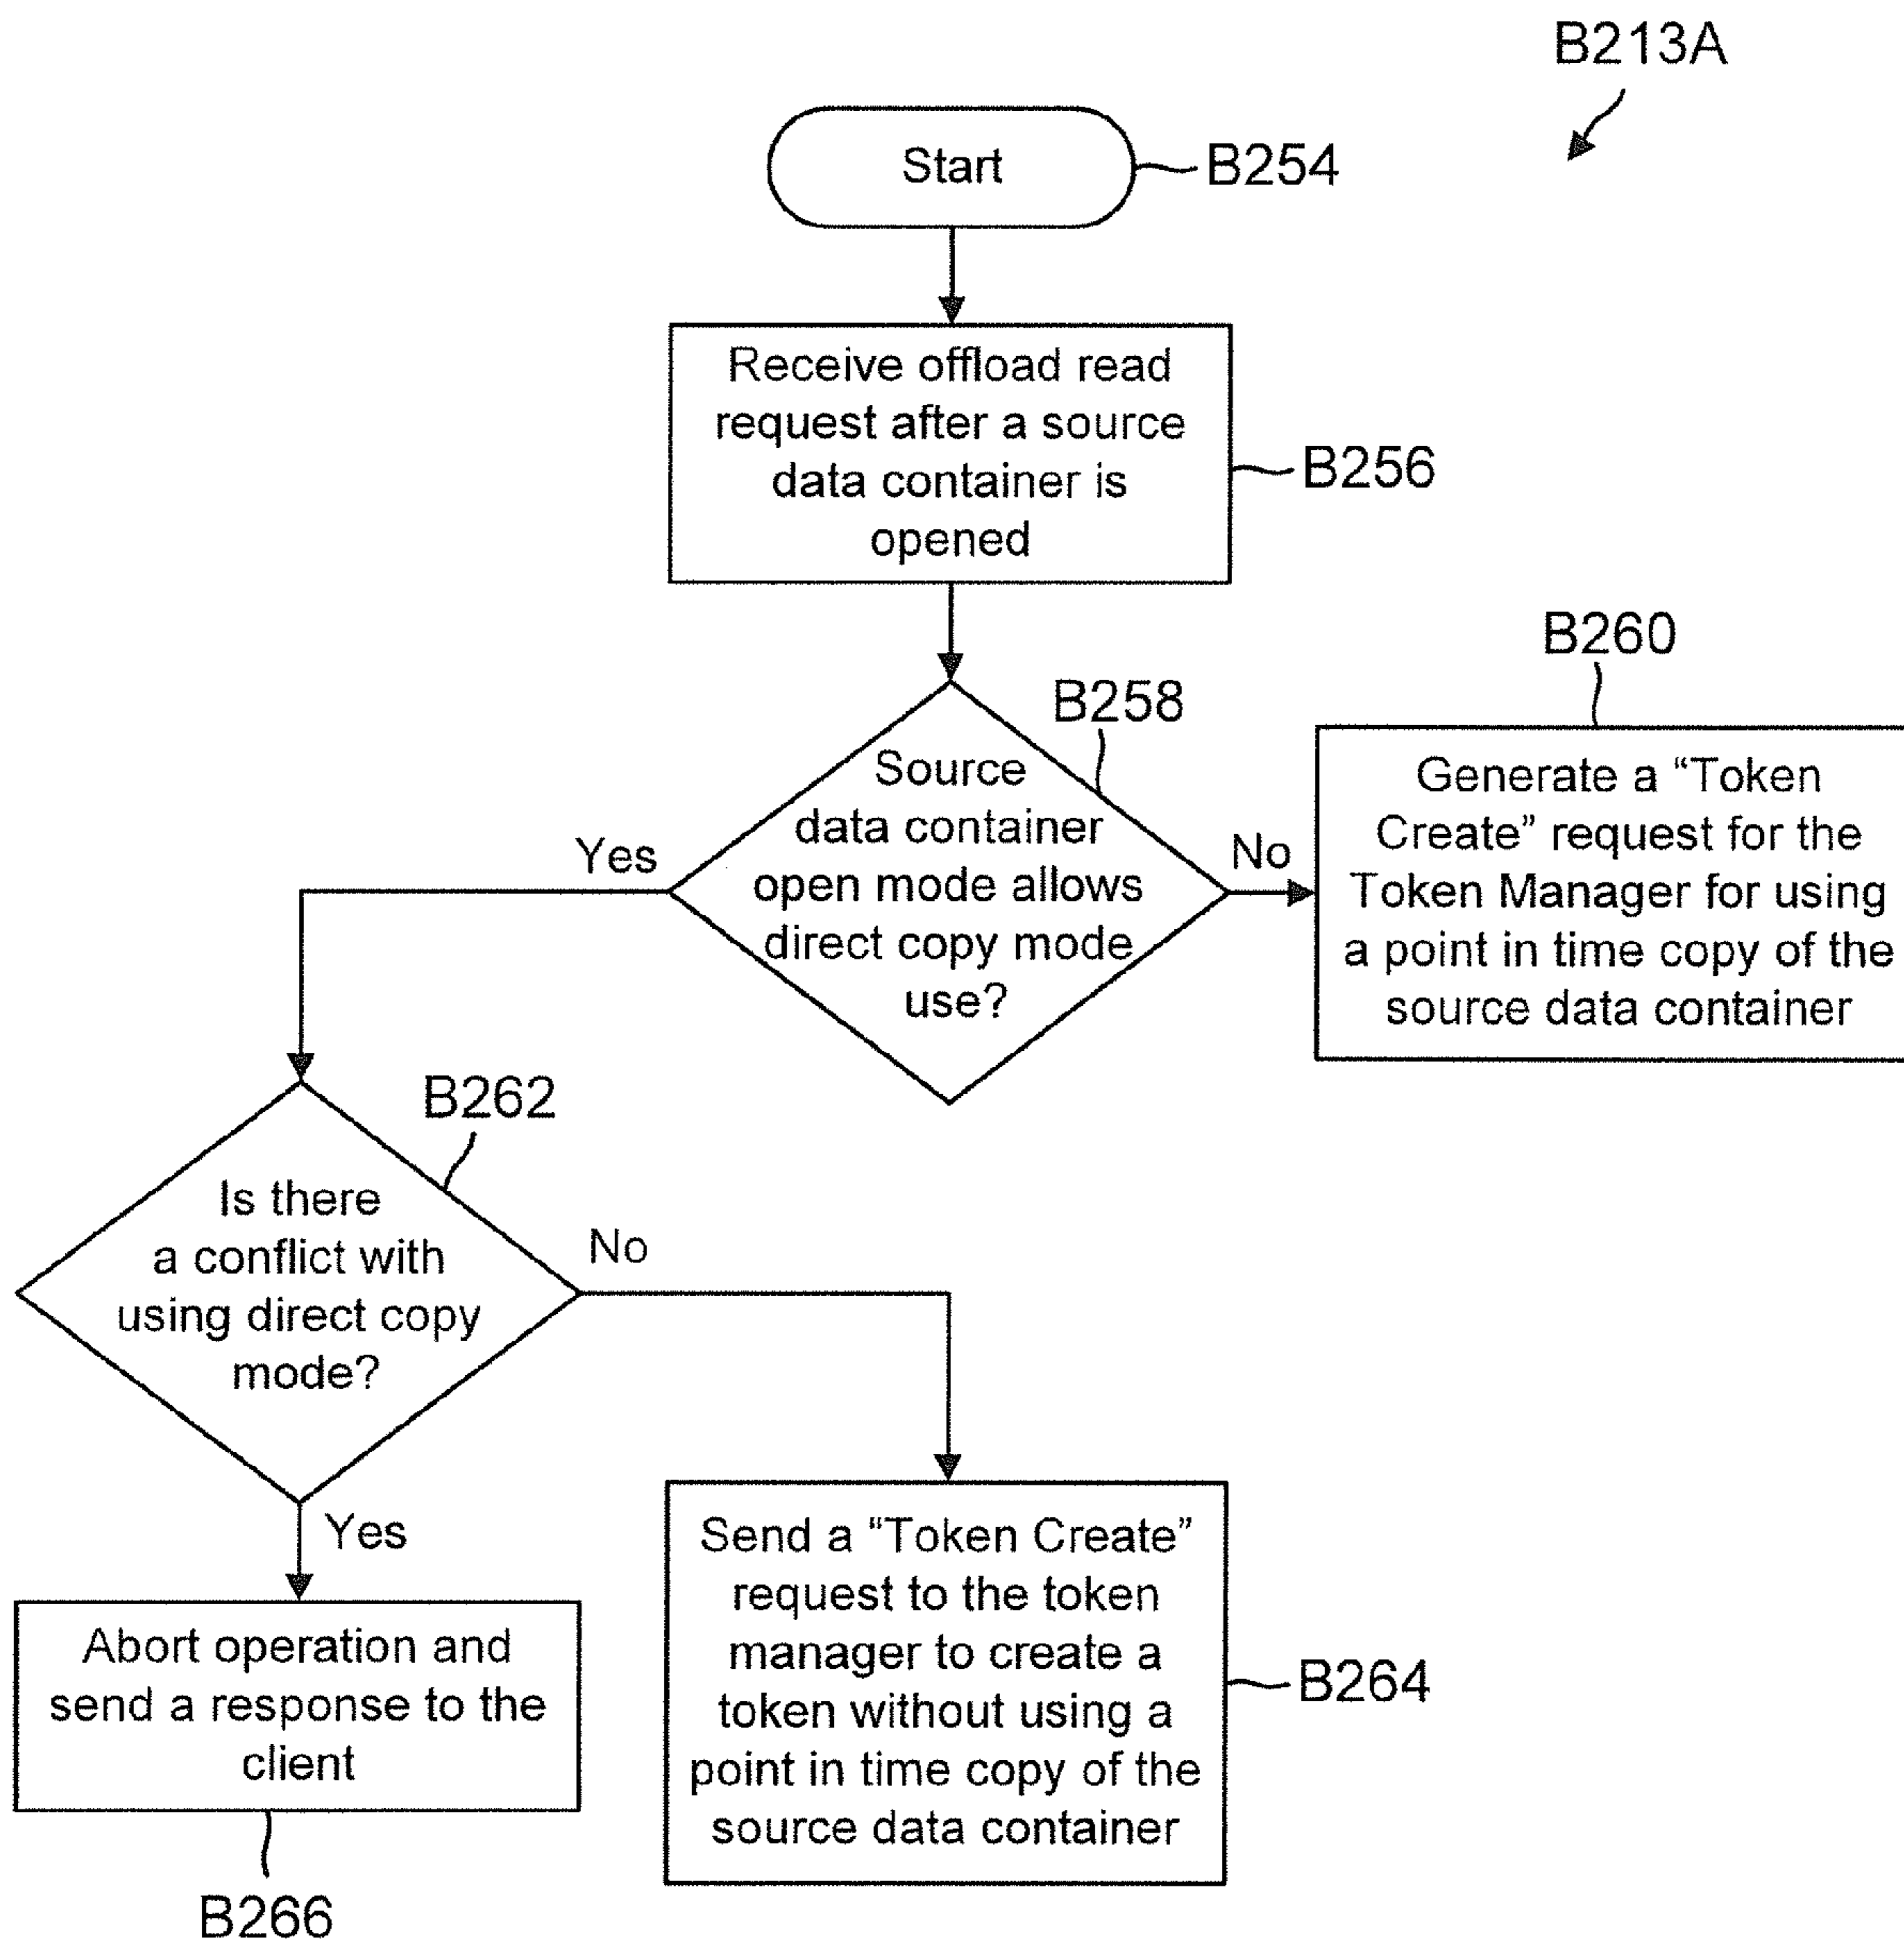 B213A
Start
B254
Receive offload read
request after a source
data container is
opened
B256
B258
Source
data container
open mode allows
direct copy mode
use?
Yes
No
B260
Generate a “Token
Create” request for the
Token Manager for using
a point in time copy of the
source data container
B262
Is there
a conflict with
using direct copy
mode?
No
Yes
Abort operation and
send a response to the
client
B266
Send a “Token Create”
request to the token
manager to create a
token without using a
point in time copy of the
source data container
B264